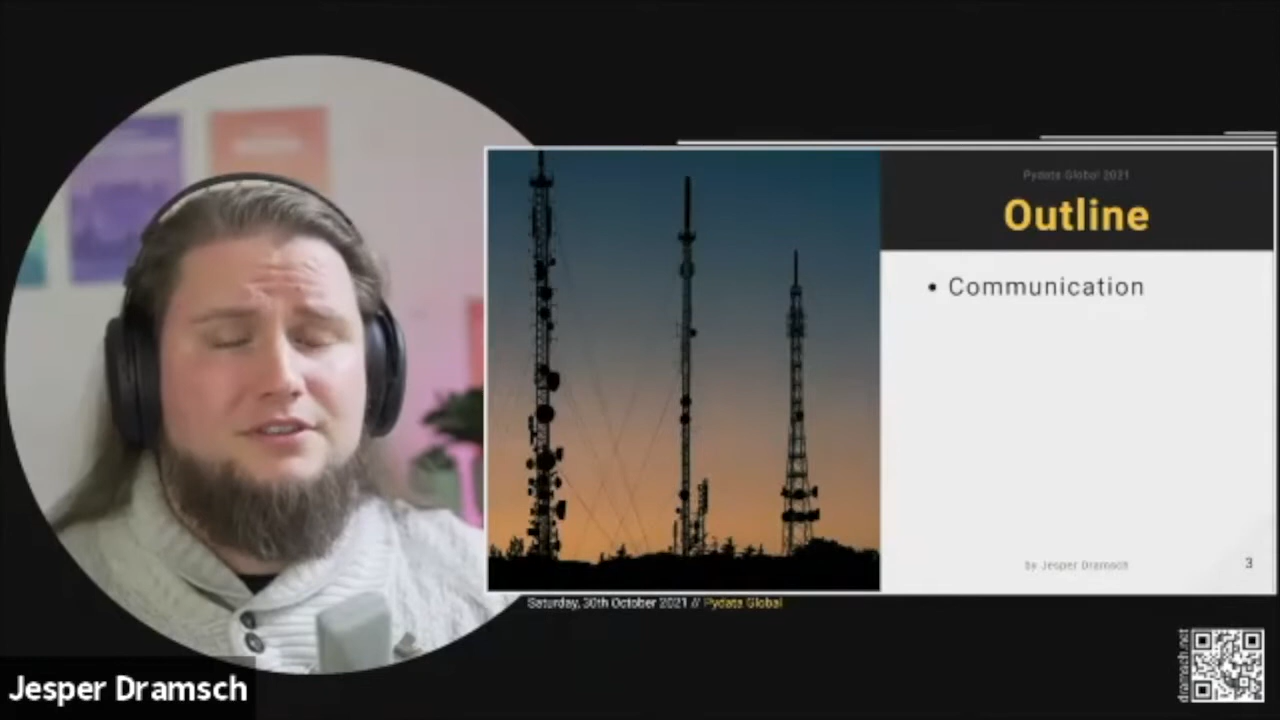 Pydata Global 2021
Outline
• Communication
by Jesper Dramsch
3
Saturday, 30th October 2021 // Pydata Global
dramsch.net
Jesper Dramsch